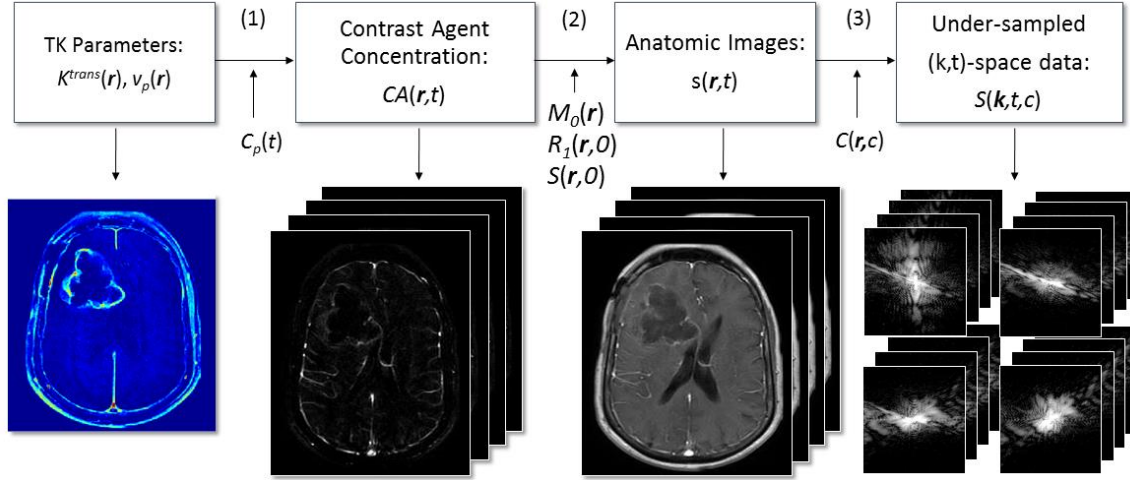 TK Parameters:
K^trans(r), v_p(r)
(1)
C_p(t)
Contrast Agent
Concentration:
CA(r,t)
(2)
M_0(r)
R_1(r,0)
S(r,0)
Anatomic Images:
s(r,t)
(3)
C(r,c)
Under-sampled
(k,t)-space data:
S(k,t,c)